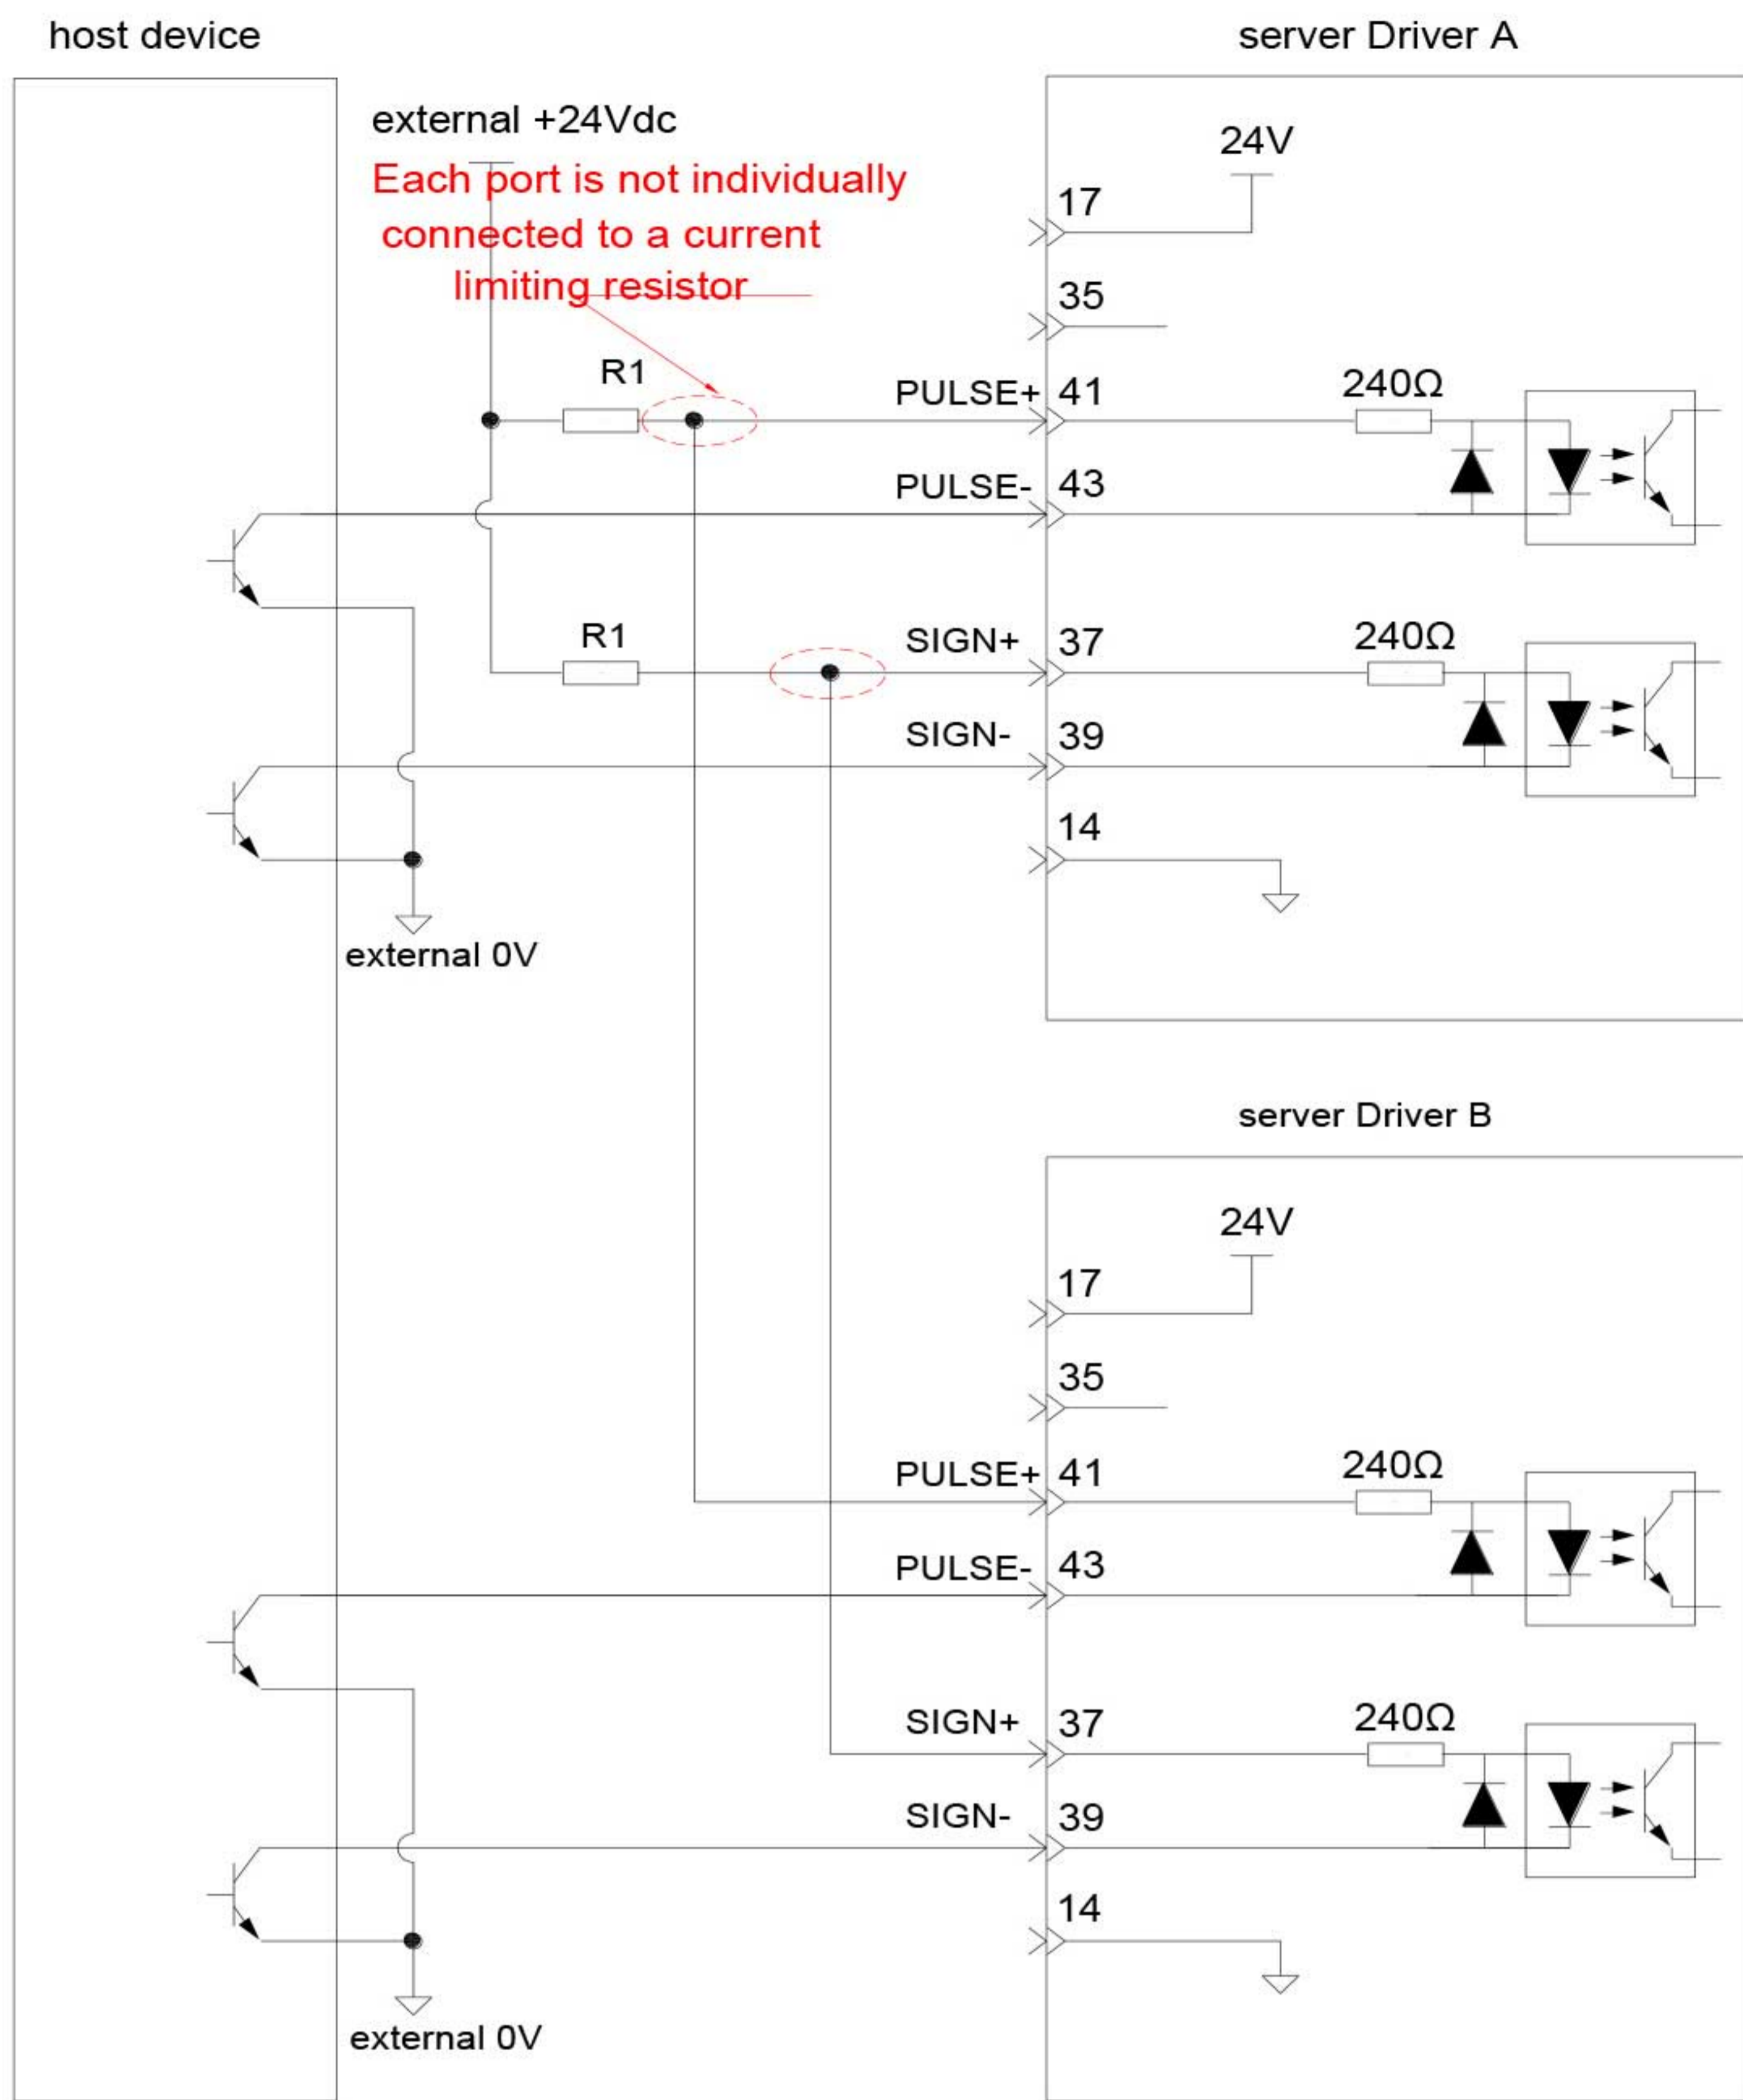 host device
server Driver A
external +24Vdc
Each port is not individually
connected to a current
limiting resistor
24V
17
35
R1
PULSE+ 41
240Ω
PULSE- 43
R1
SIGN+ 37
240Ω
SIGN- 39
14
external 0V
server Driver B
24V
17
35
PULSE+ 41
240Ω
PULSE- 43
SIGN+ 37
240Ω
SIGN- 39
14
external 0V